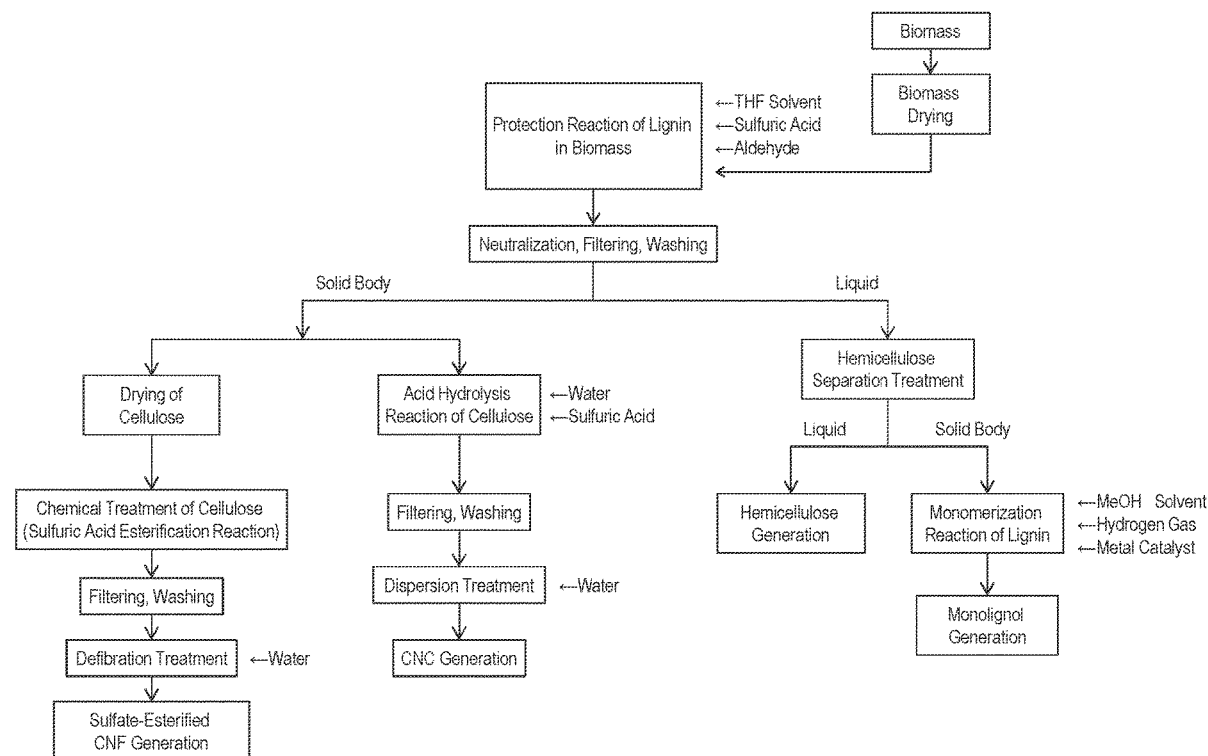 Biomass
Biomass
Drying
Protection Reaction of Lignin
in Biomass
←THF Solvent
←Sulfuric Acid
←Aldehyde
Neutralization, Filtering, Washing
Solid Body
Liquid
Drying of
Cellulose
Chemical Treatment of Cellulose
(Sulfuric Acid Esterification Reaction)
Filtering, Washing
Defibration Treatment
←Water
Sulfate-Esterified
CNF Generation
Acid Hydrolysis
Reaction of Cellulose
←Water
←Sulfuric Acid
Filtering, Washing
Dispersion Treatment
←Water
CNC Generation
Hemicellulose
Separation Treatment
Liquid
Solid Body
Hemicellulose
Generation
Monomerization
Reaction of Lignin
←MeOH Solvent
←Hydrogen Gas
←Metal Catalyst
Monolignol
Generation